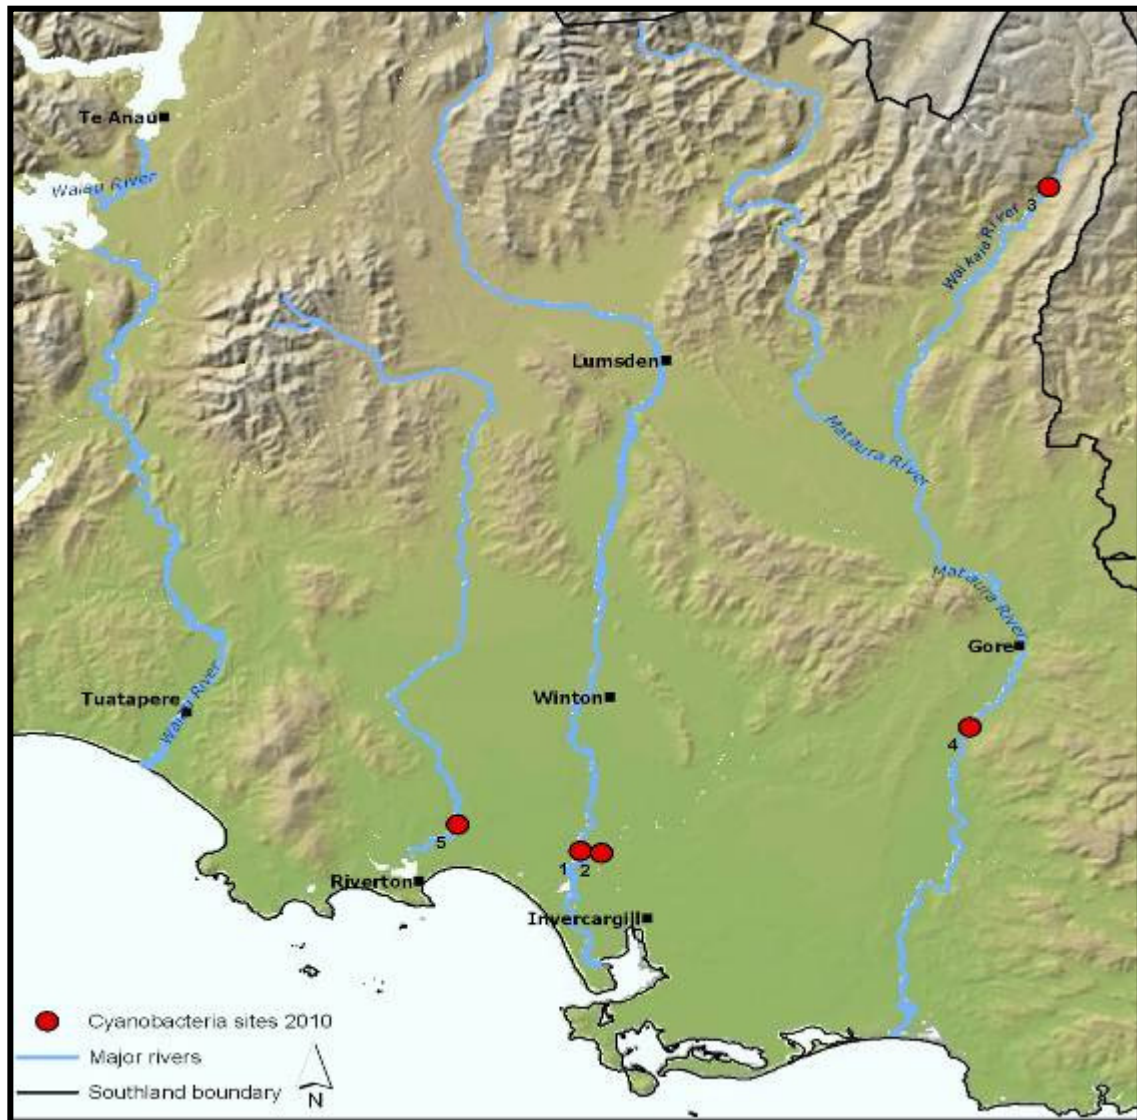 Te Anau
Waiau River
3
Waikaia River
Lumsden
Mataura River
Mataura River
Gore
Tuatapere
Waiau River
Winton
4
5
1
2
Riverton
Invercargill
Cyanobacteria sites 2010
Major rivers
Southland boundary
N